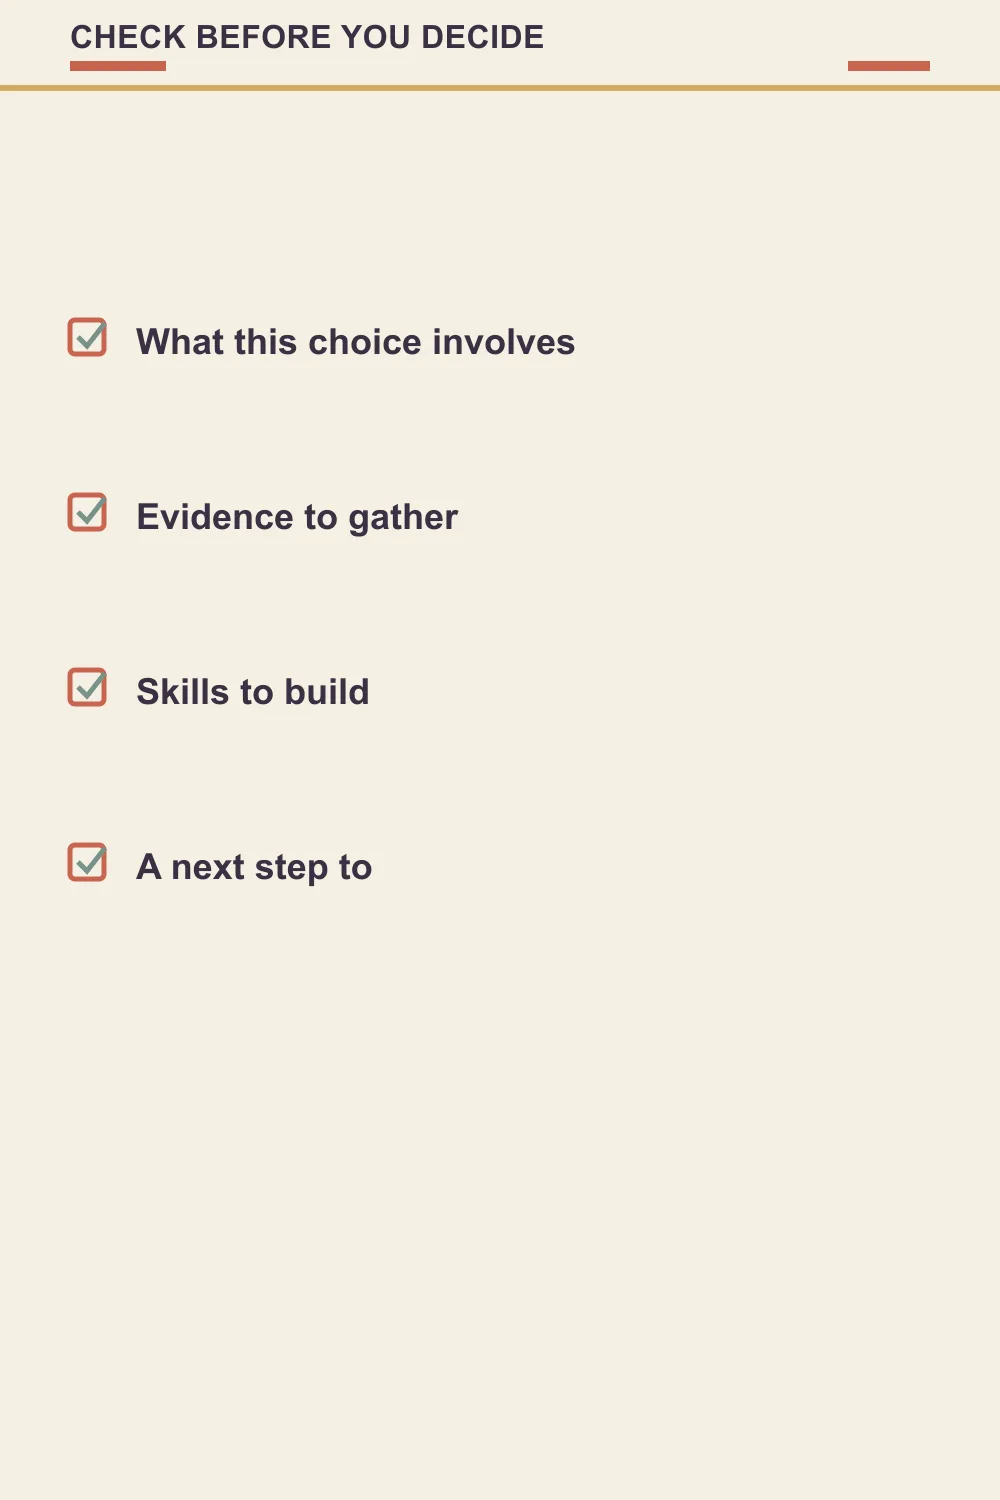 CHECK BEFORE YOU DECIDE
What this choice involves
Evidence to gather
Skills to build
A next step to